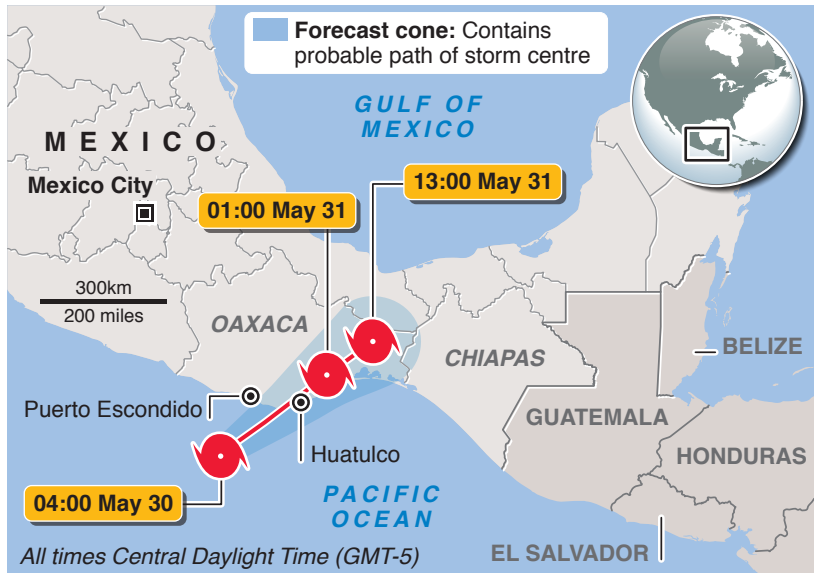 Forecast cone: Contains
probable path of storm centre
GULF OF
MEXICO
MEXICO
Mexico City
13:00 May 31
01:00 May 31
300km
200 miles
OAXACA
CHIAPAS
BELIZE
Puerto Escondido
GUATEMALA
Huatulco
HONDURAS
04:00 May 30
PACIFIC
OCEAN
All times Central Daylight Time (GMT-5)
EL SALVADOR